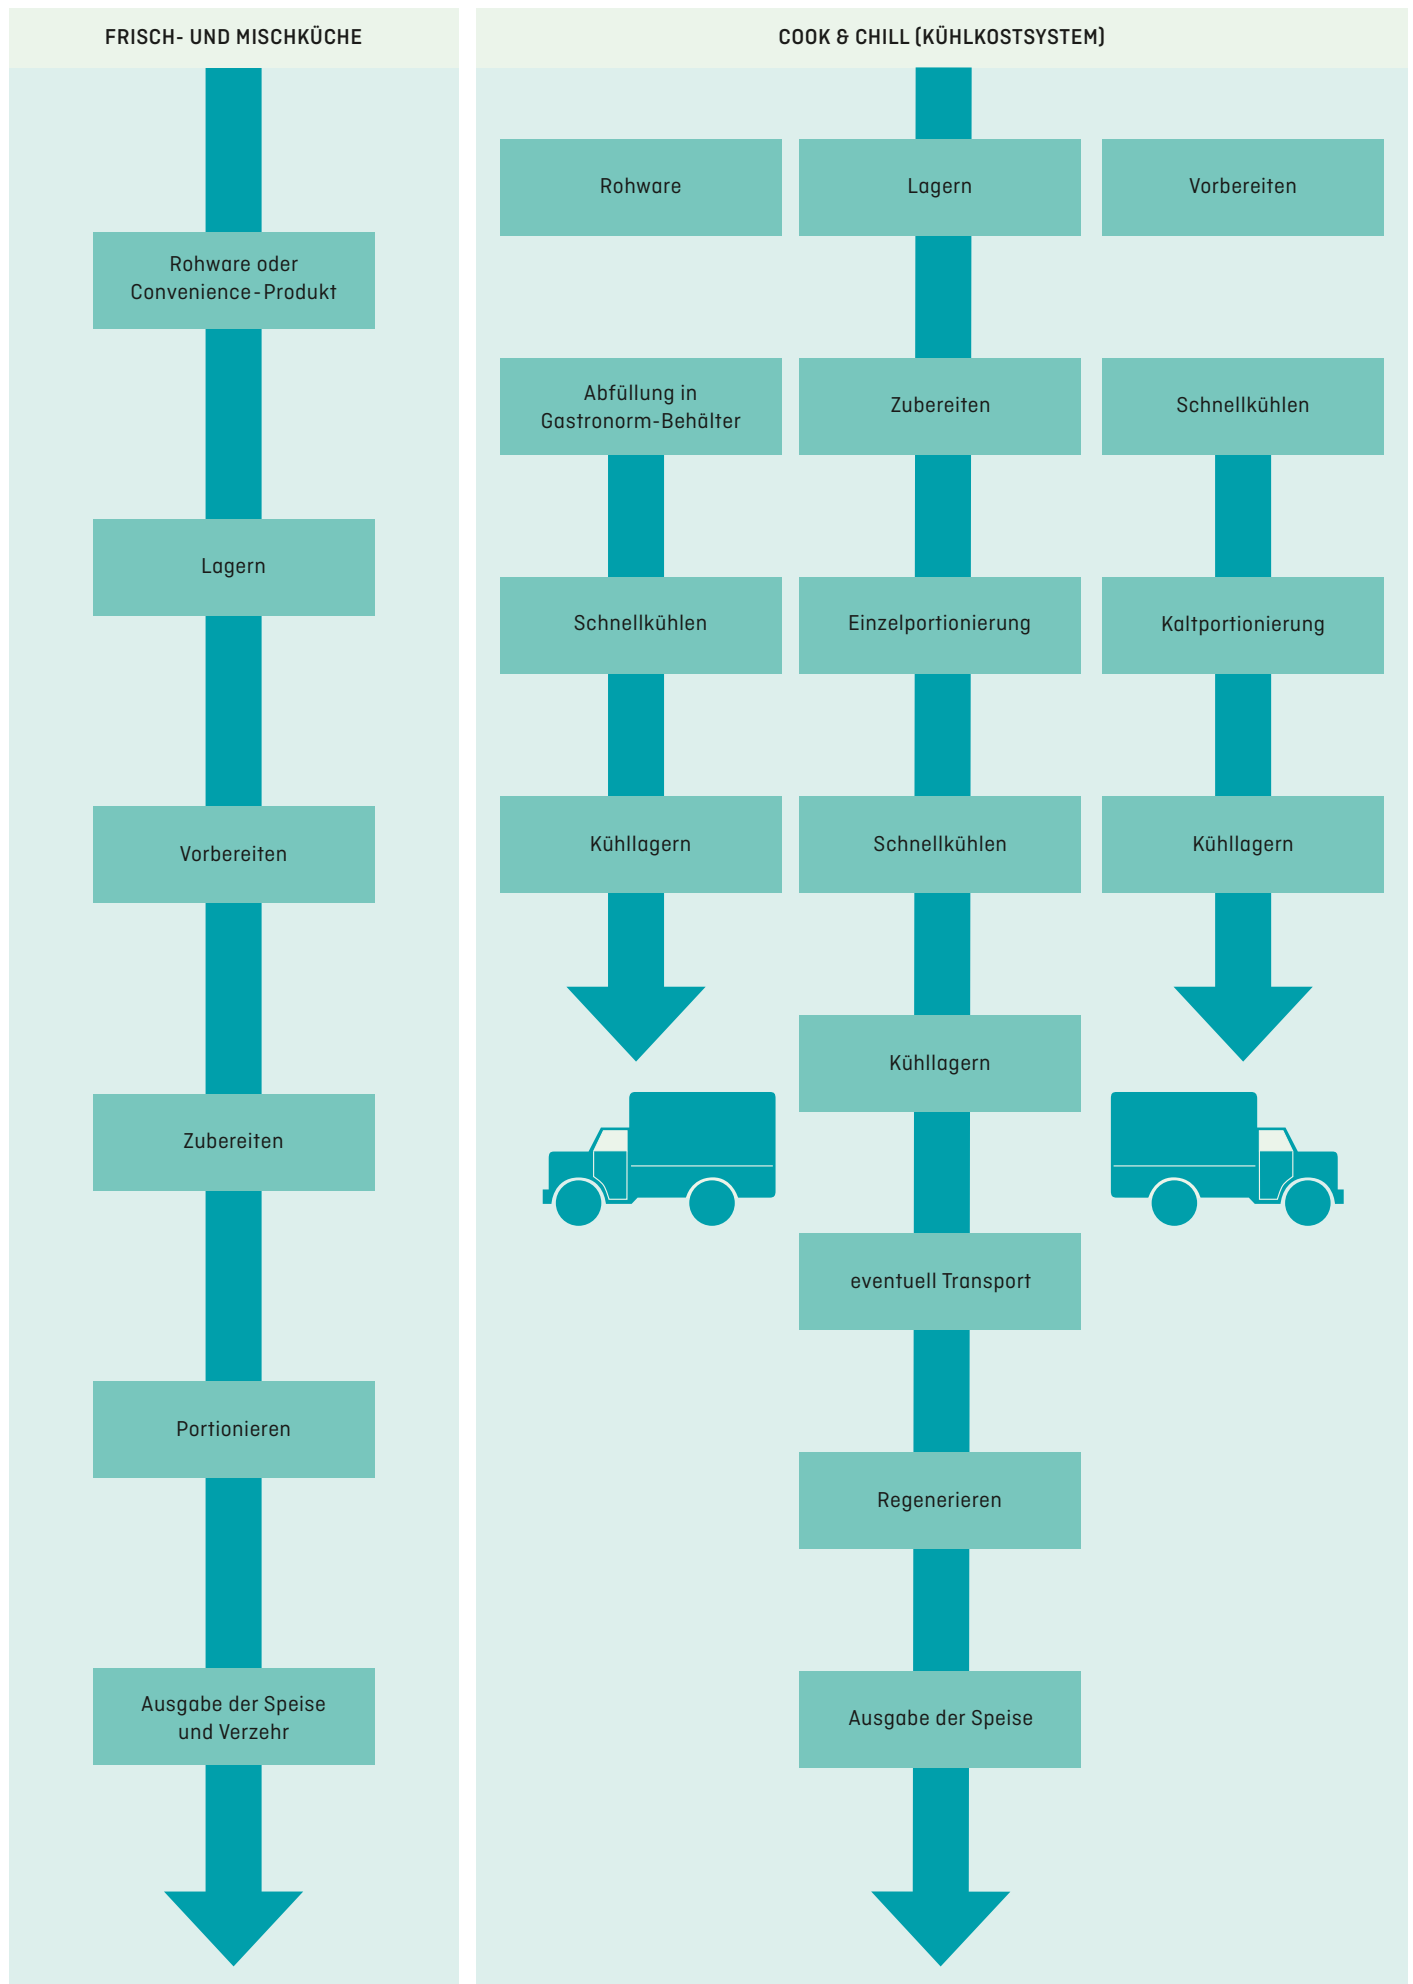 FRISCH- UND MISCHKÜCHE
Rohware oder
Convenience-Produkt
Lagern
Vorbereiten
Zubereiten
Portionieren
Ausgabe der Speise
und Verzehr
COOK & CHILL (KÜHLKOSTSYSTEM)
Rohware
Lagern
Vorbereiten
Abfüllung in
Gastronorm-Behälter
Zubereiten
Schnellkühlen
Schnellkühlen
Einzelportionierung
Kaltportionierung
Kühllagern
Schnellkühlen
Kühllagern
Kühllagern
eventuell Transport
Regenerieren
Ausgabe der Speise